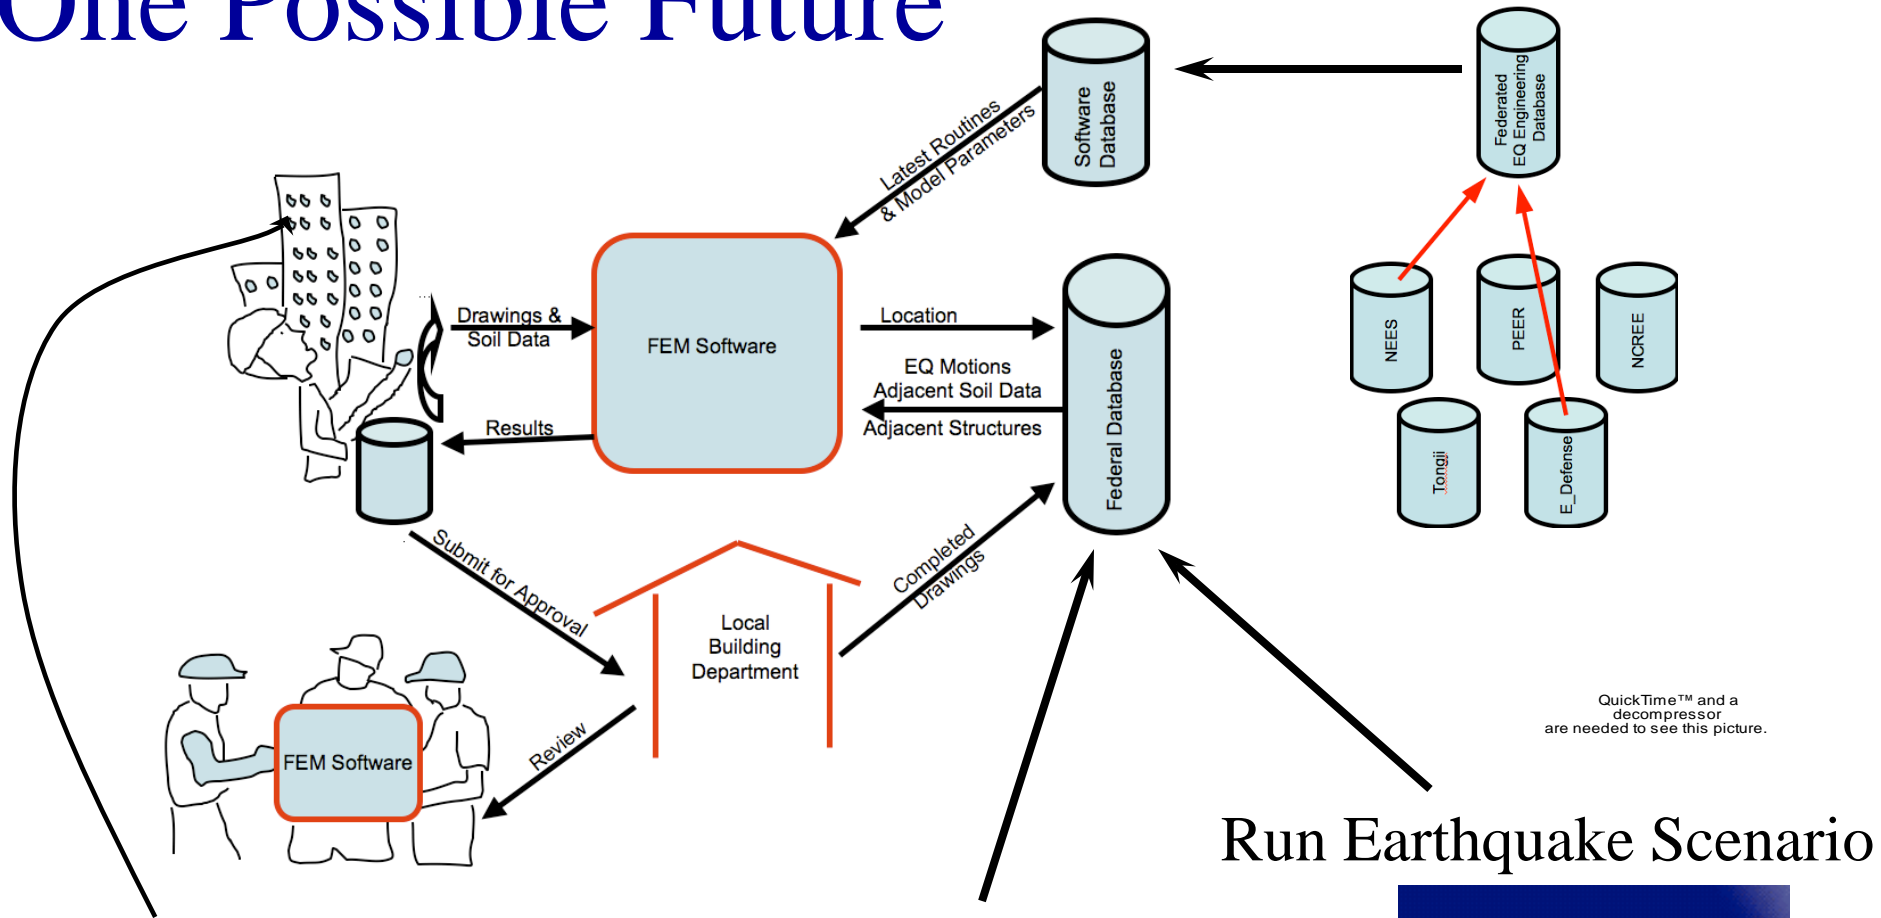 One Possible Future
Software
Database
Federated
EQ Engineering
Database
Latest Routines
& Model Parameters
Drawings &
Soil Data
FEM Software
Location
EQ Motions
Adjacent Soil Data
Adjacent Structures
Results
Federal Database
NEES
PEER
NCREE
Tongji
E_Defense
Submit for Approval
Completed
Drawings
Local
Building
Department
Review
FEM Software
QuickTime™ and a
decompressor
are needed to see this picture.
Run Earthquake Scenario